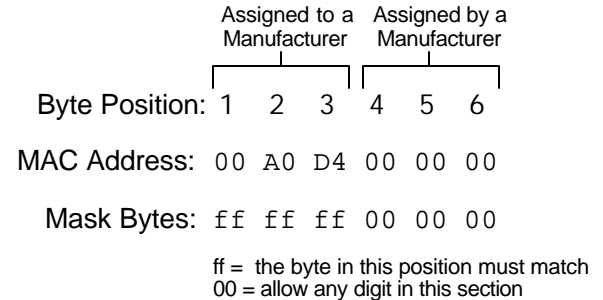 Assigned to a Assigned by a
Manufacturer Manufacturer
Byte Position: 1 2 3 4 5 6
MAC Address: 00 A0 D4 00 00 00
Mask Bytes: ff ff ff 00 00 00
ff = the byte in this position must match
00 = allow any digit in this section